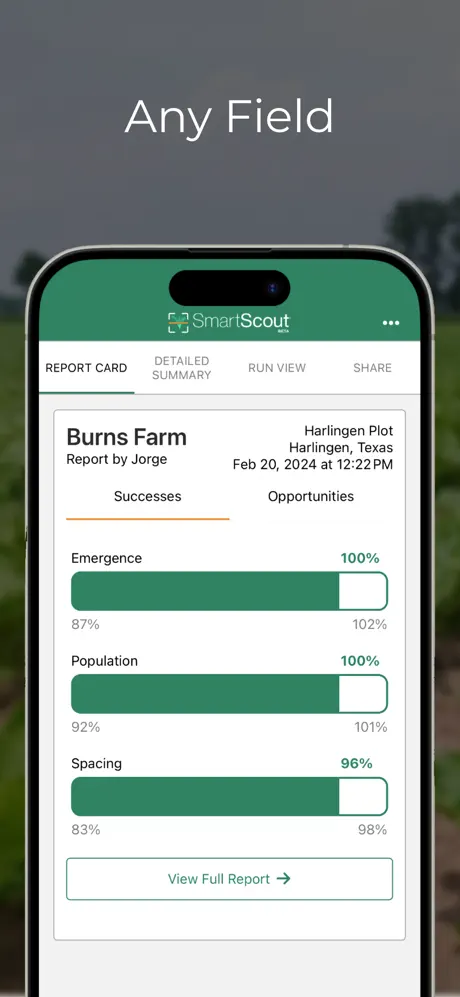 Any Field
SmartScout
BETA
REPORT CARD
DETAILED
SUMMARY
RUN VIEW
SHARE
Burns Farm
Report by Jorge
Harlingen Plot
Harlingen, Texas
Feb 20, 2024 at 12:22 PM
Successes
Opportunities
Emergence
100%
87%
102%
Population
100%
92%
101%
Spacing
96%
83%
98%
View Full Report →